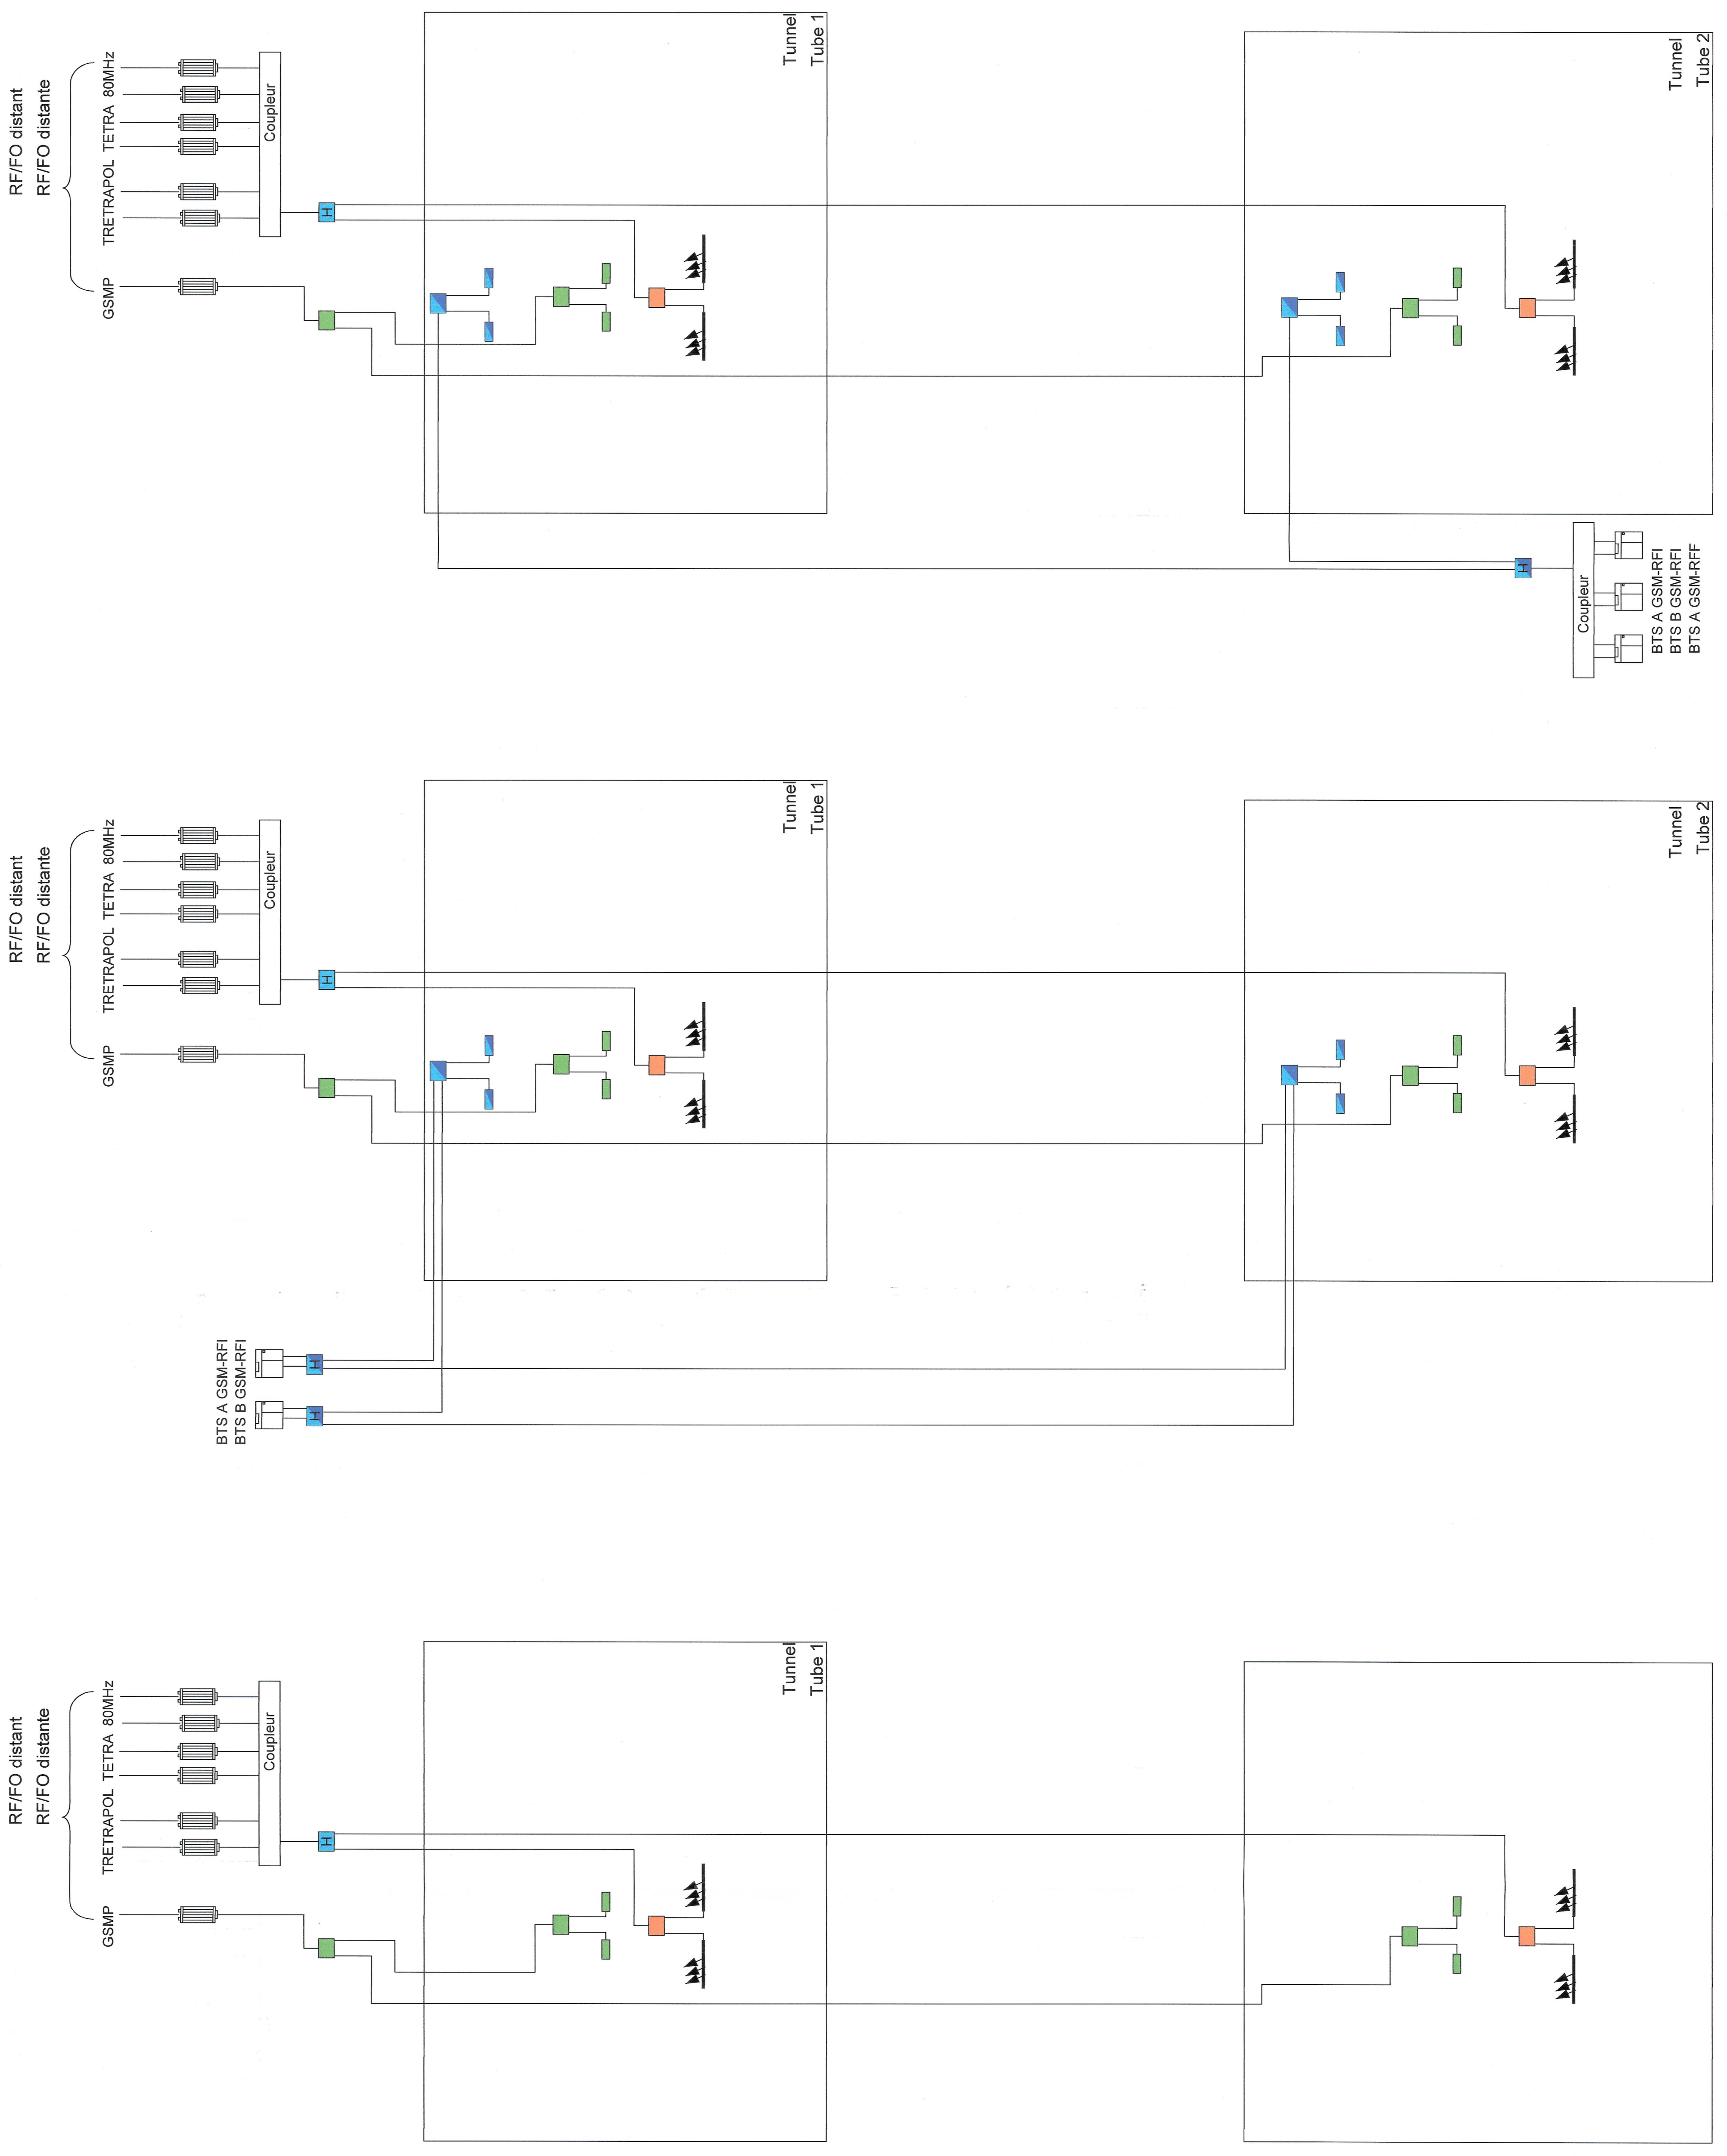 RF/FO distant
RF/FO distante
80MHz
TETRA
TRETRAPOL
GSMP
Coupleur
H
Tunnel
Tube 1
Tunnel
Tube 2
H
Coupleur
BTS A GSM-RFI
BTS B GSM-RFI
BTS A GSM-RFF
RF/FO distant
RF/FO distante
80MHz
TETRA
TRETRAPOL
GSMP
Coupleur
H
Tunnel
Tube 1
Tunnel
Tube 2
BTS A GSM-RFI
BTS B GSM-RFI
H
H
RF/FO distant
RF/FO distante
80MHz
TETRA
TRETRAPOL
GSMP
Coupleur
H
Tunnel
Tube 1